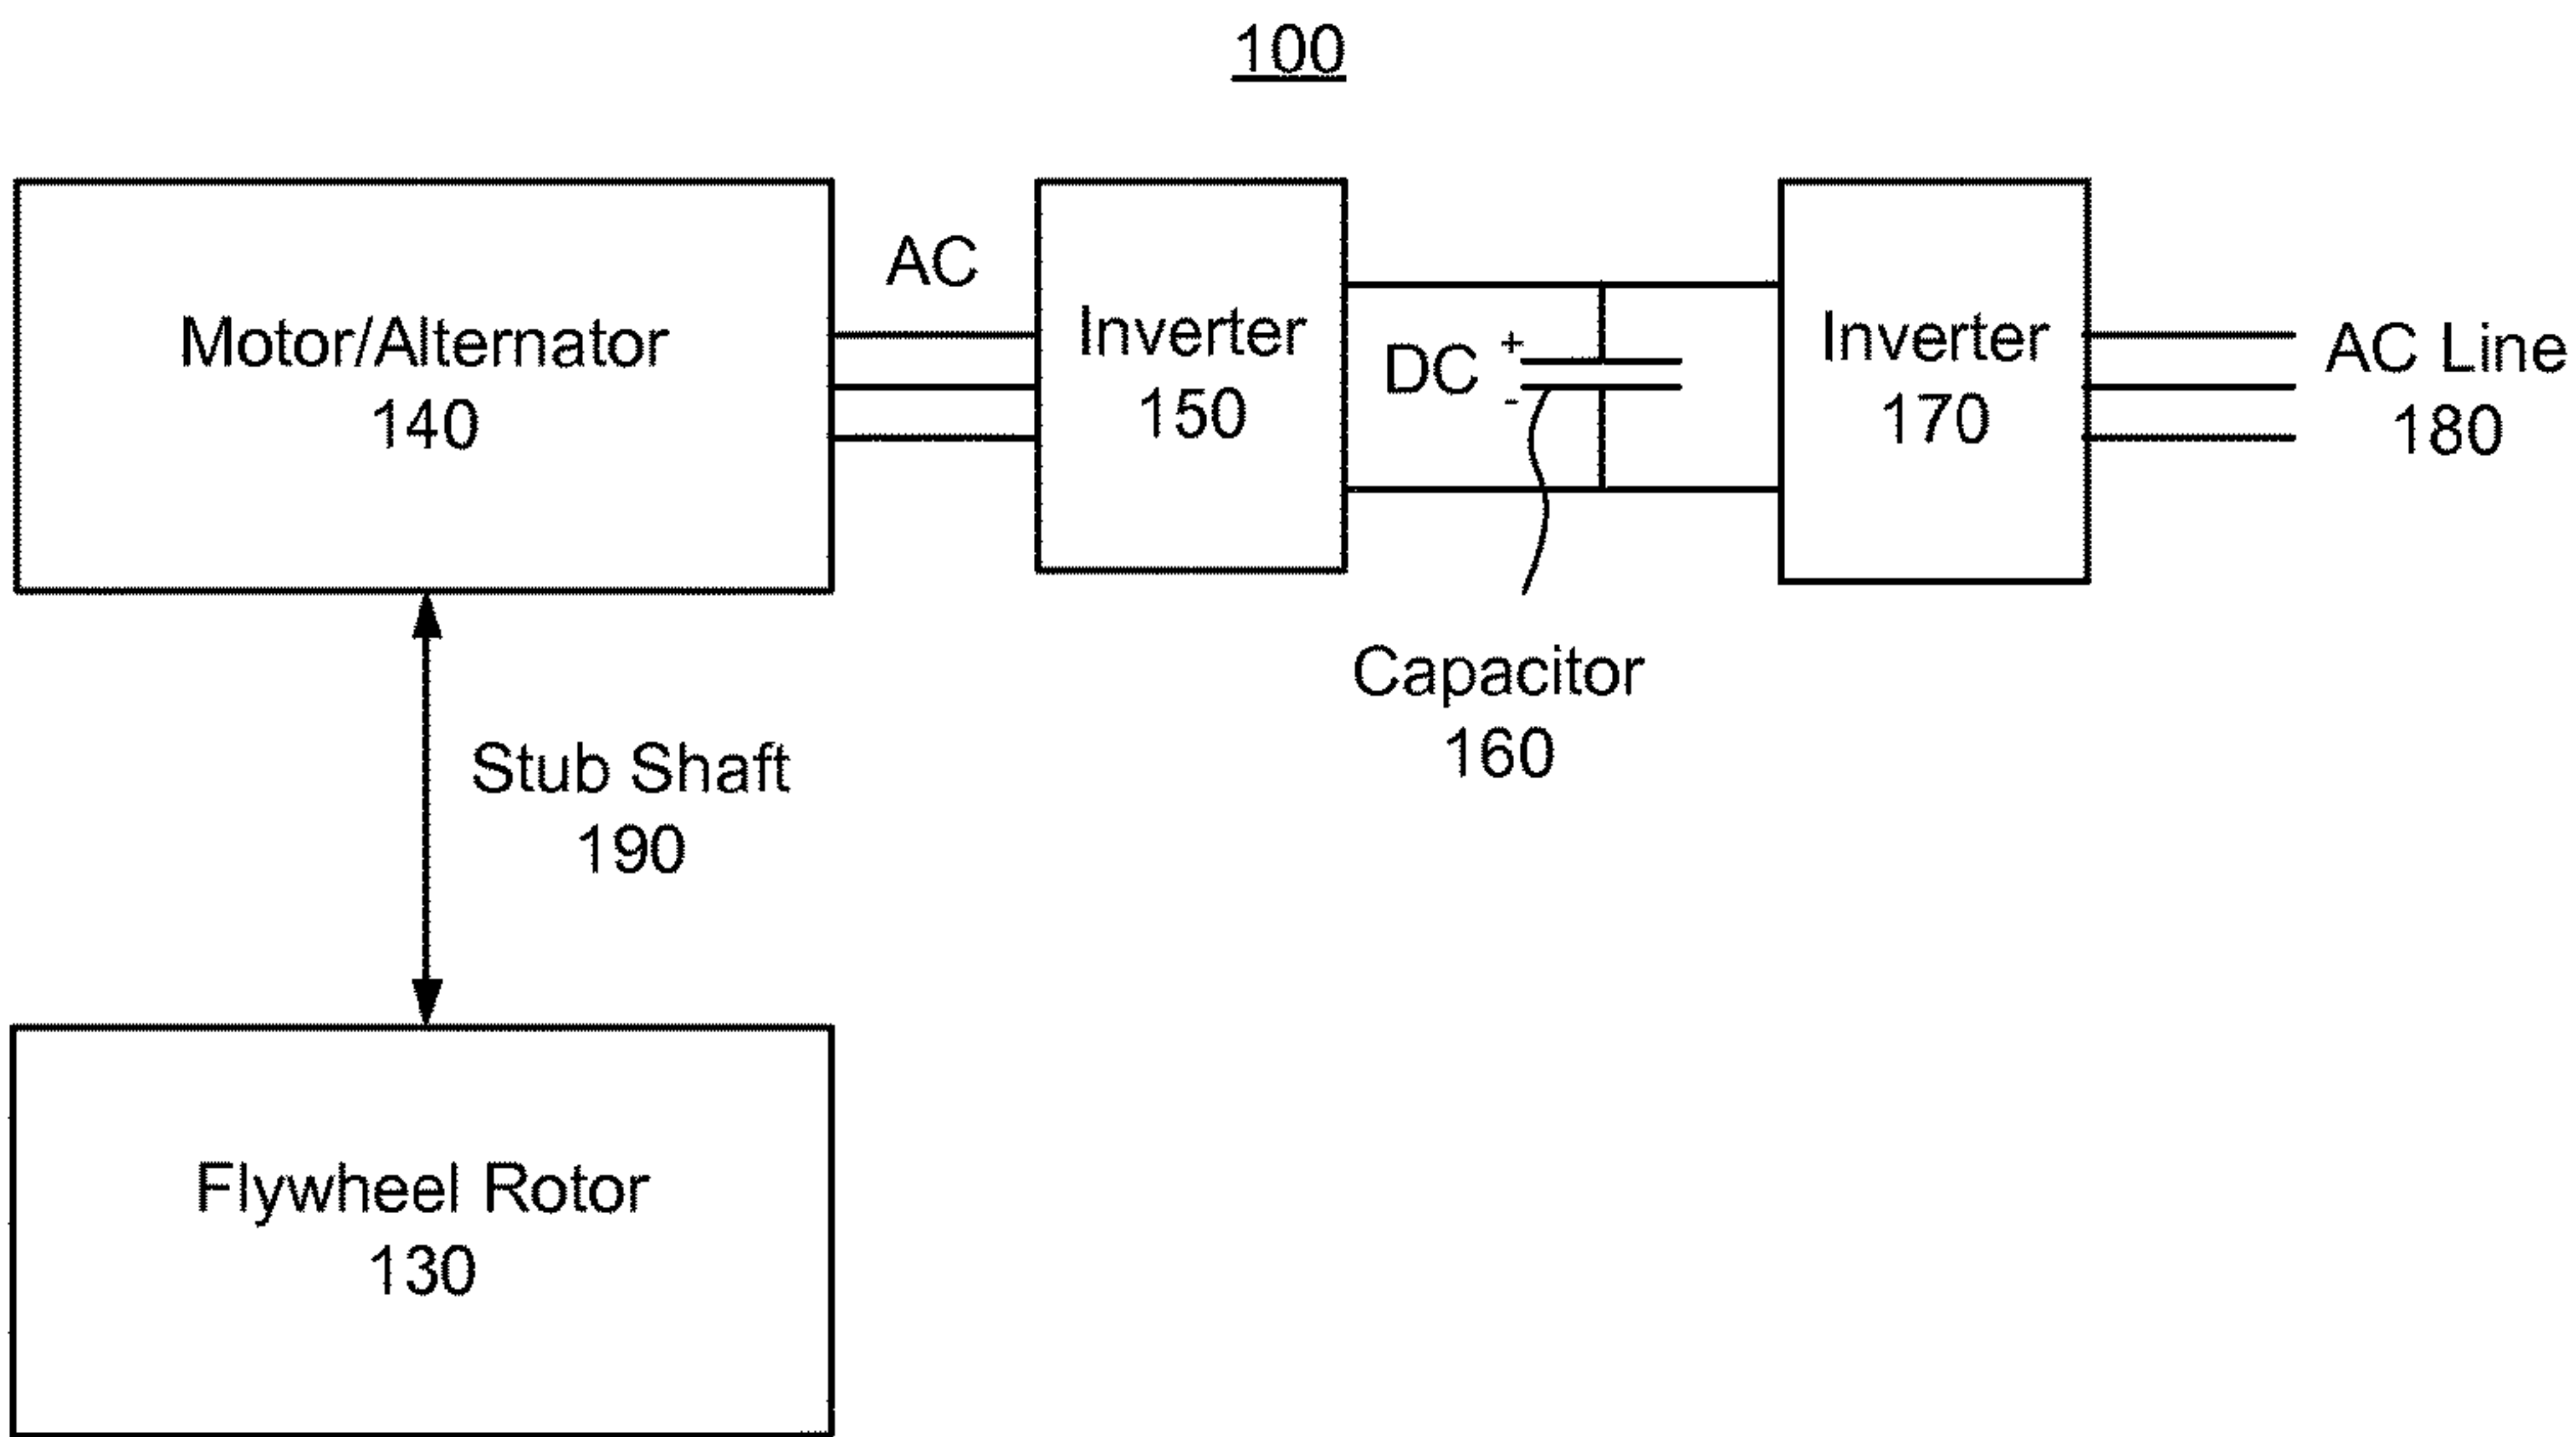 100
Motor/Alternator
140
AC
Inverter
150
DC
+
-
Inverter
170
AC Line
180
Capacitor
160
Stub Shaft
190
Flywheel Rotor
130